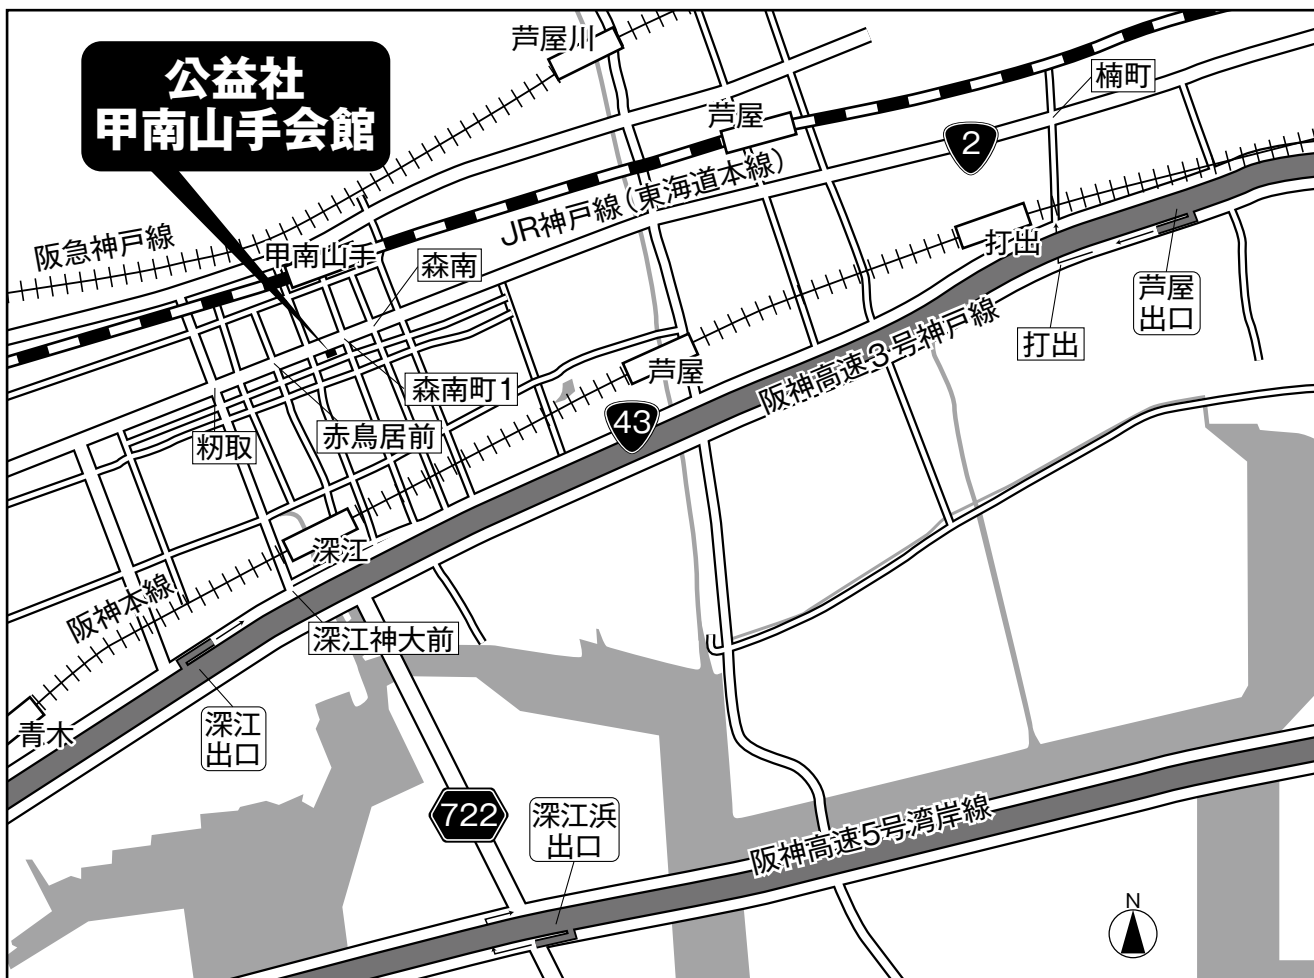 芦屋川
公益社
甲南山手会館
楠町
芦屋
2
JR神戸線（東海道本線）
阪急神戸線
甲南山手
森南
打出
芦屋
出口
打出
阪神高速3号神戸線
芦屋
森南町1
43
赤鳥居前
籾取
深江
阪神本線
深江神大前
青木
深江
出口
722
深江浜
出口
阪神高速5号湾岸線
N